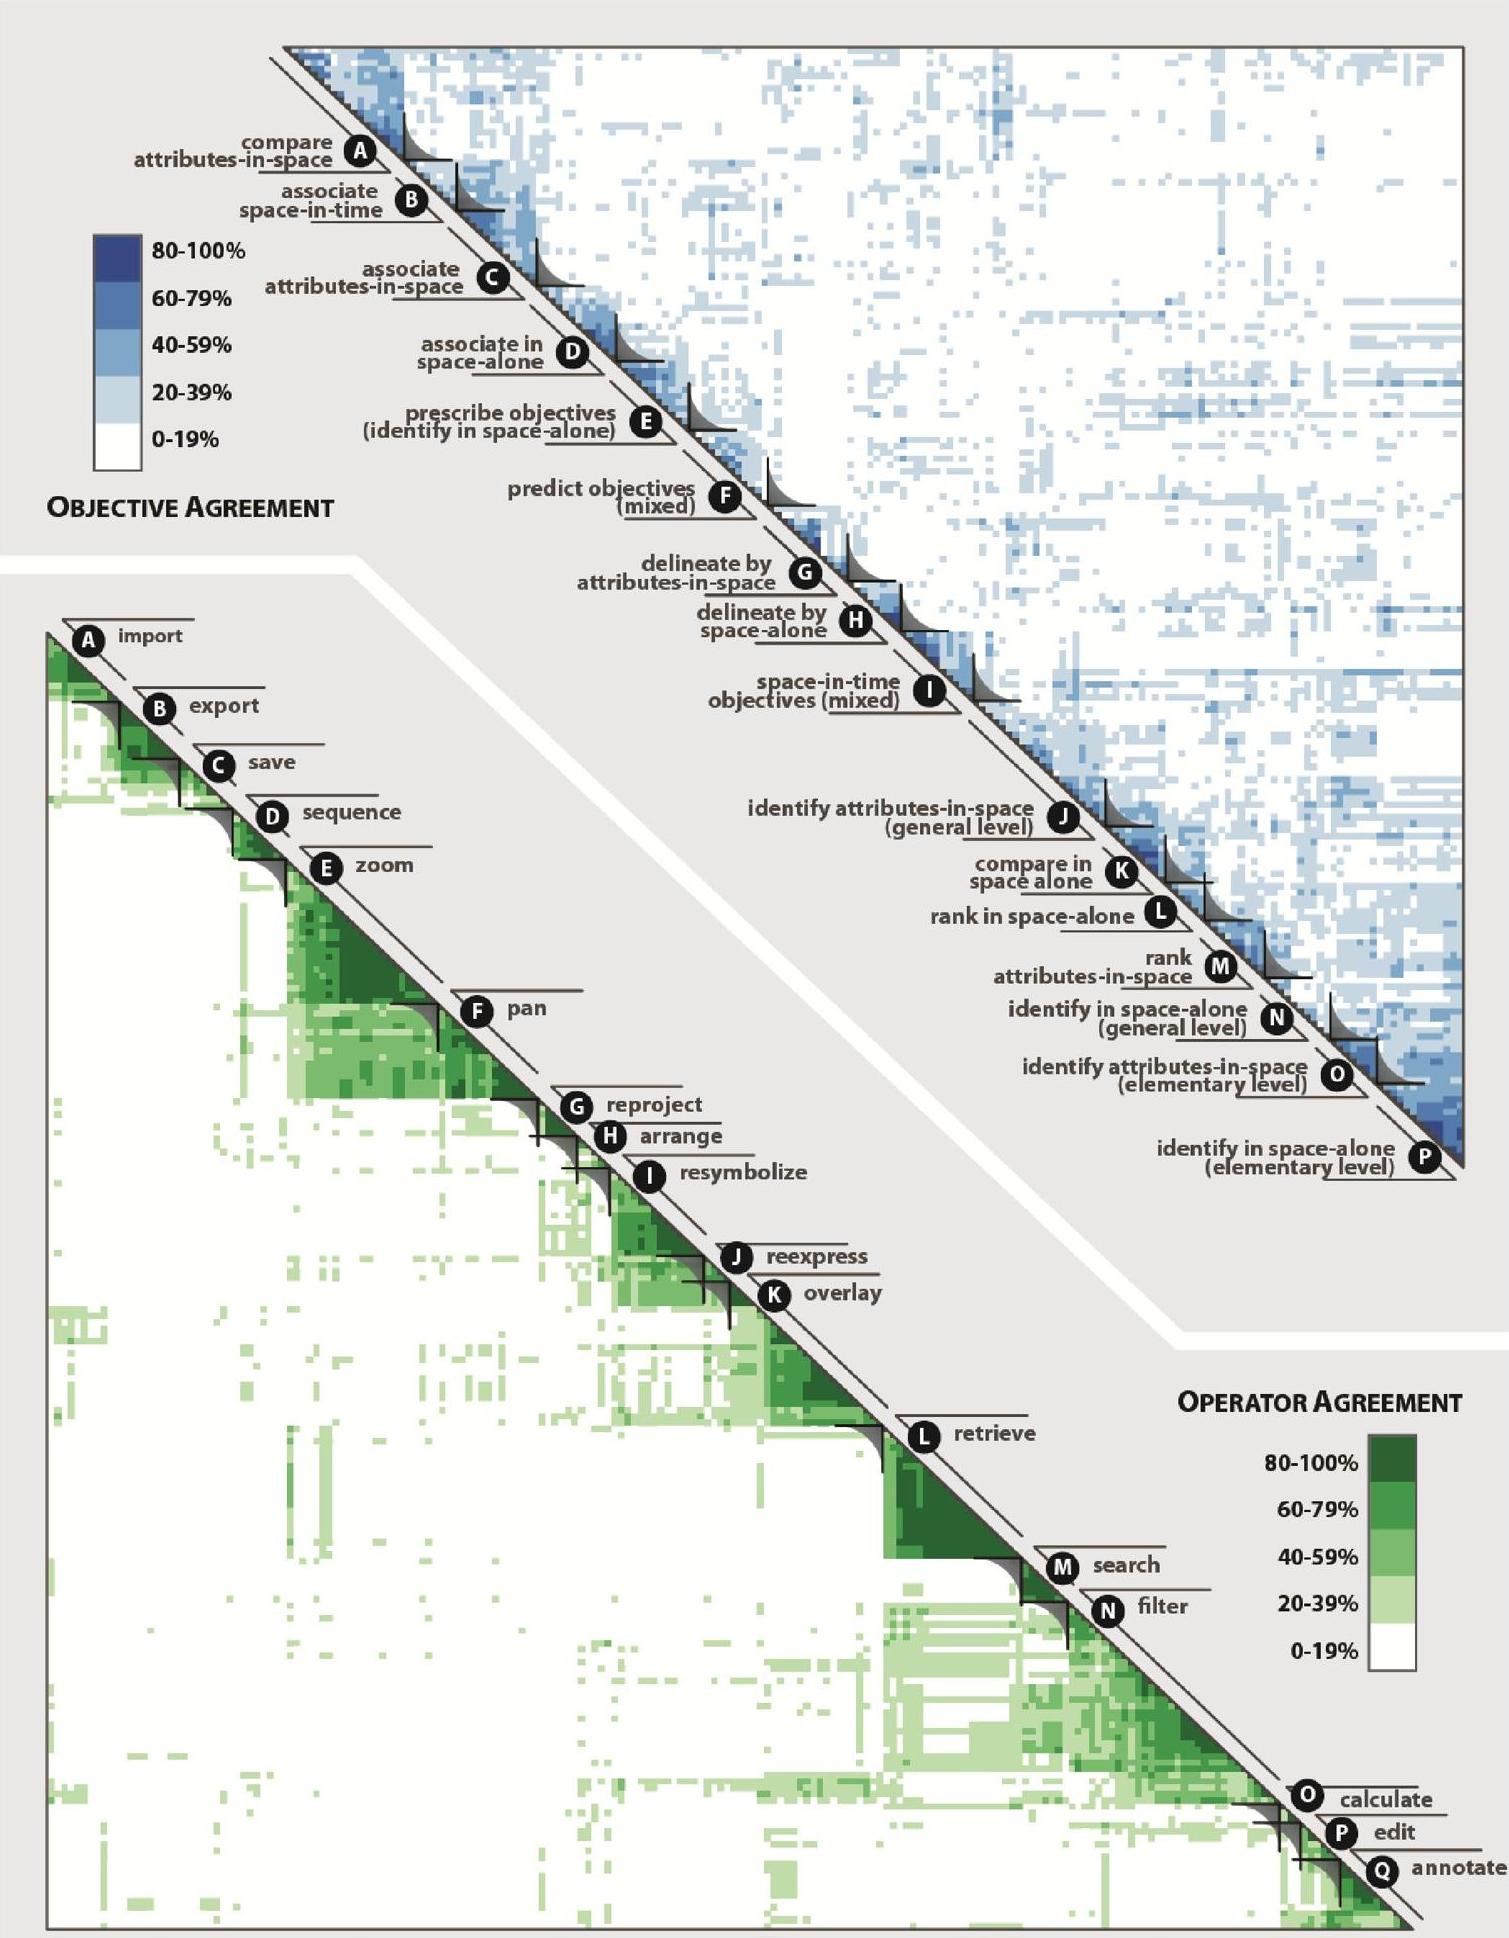 compare
attributes-in-space
A
associate
space-in-time
B
associate
attributes-in-space
C
associate in
space-alone
D
prescribe objectives
(identify in space-alone)
E
predict objectives
(mixed)
F
delineate by
attributes-in-space
G
delineate by
space-alone
H
space-in-time
objectives (mixed)
I
identify attributes-in-space
(general level)
J
compare in
space alone
K
rank in space-alone
L
rank
attributes-in-space
M
identify in space-alone
(general level)
N
identify attributes-in-space
(elementary level)
O
identify in space-alone
(elementary level)
P
80-100%
60-79%
40-59%
20-39%
0-19%
OBJECTIVE AGREEMENT
A import
B export
C save
D sequence
E zoom
F pan
G reproject
H arrange
I resymbolize
J reexpress
K overlay
L retrieve
M search
N filter
O calculate
P edit
Q annotate
OPERATOR AGREEMENT
80-100%
60-79%
40-59%
20-39%
0-19%